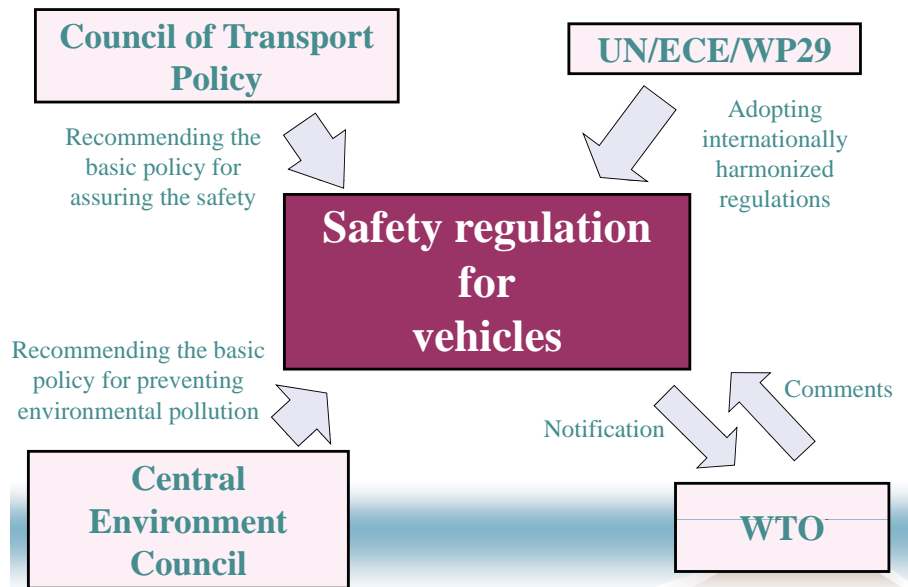 Council of Transport
Policy
UN/ECE/WP29
Recommending the
basic policy for
assuring the safety
Adopting
internationally
harmonized
regulations
Safety regulation
for
vehicles
Recommending the basic
policy for preventing
environmental pollution
Notification
Comments
Central
Environment
Council
WTO